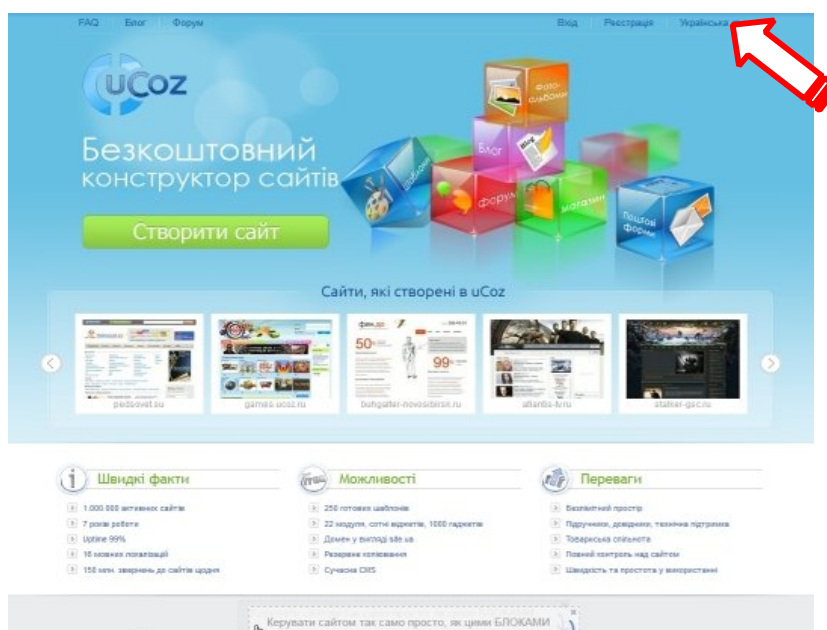 FAQ Блог Форум Вхід Реєстрація Українська
uCoz
Безкоштовний
конструктор сайтів
Створити сайт
Фото-
альбоми
Блог
Blog
форум
магазин
Поштові
форми
Сайти, які створені в uCoz
50%
99%
pedsovet.su games.ucoz.ru buhgalter-novosibirsk.ru atlantis-tv.ru stalker-gsc.ru
Швидкі факти Можливості Переваги
1.000.000 активних сайтів 250 готових шаблонів Безлімітний простір
7 років роботи 22 модуля, сотні віджетів, 1000 гаджетів Підручники, довідники, технічна підтримка
Uptime 99% Домен у вигляді site.ua Товариська спільнота
16 мовних локалізацій Резервне копіювання Повний контроль над сайтом
150 млн. звернень до сайтів щодня Сучасна CMS Швидкість та простота у використанні
Керувати сайтом так само просто, як цими БЛОКАМИ